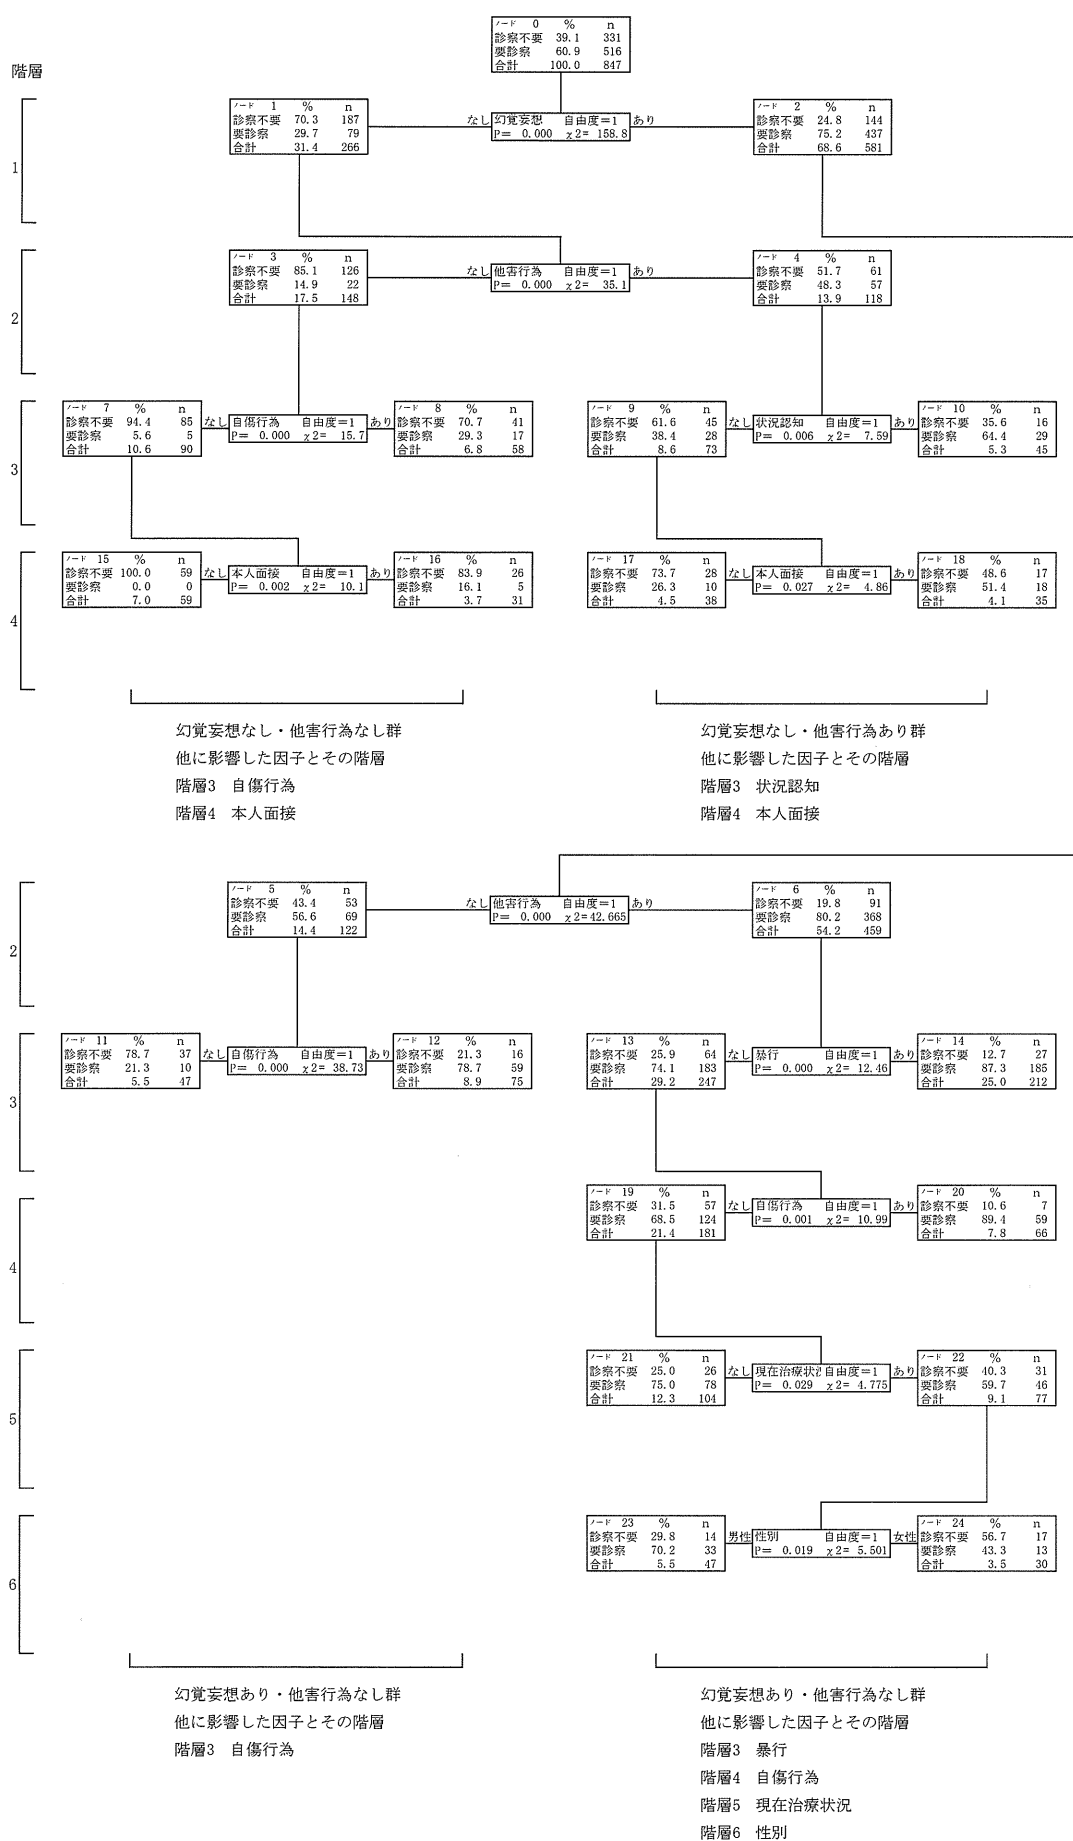 ノード 0 % n
診察不要 39.1 331
要診察 60.9 516
合計 100.0 847
階層
1
ノード 1 % n
診察不要 70.3 187
要診察 29.7 79
合計 31.4 266
なし
幻覚妄想 自由度=1
P= 0.000 χ2= 158.8
あり
ノード 2 % n
診察不要 24.8 144
要診察 75.2 437
合計 68.6 581
2
ノード 3 % n
診察不要 85.1 126
要診察 14.9 22
合計 17.5 148
なし
他害行為 自由度=1
P= 0.000 χ2= 35.1
あり
ノード 4 % n
診察不要 51.7 61
要診察 48.3 57
合計 13.9 118
3
ノード 7 % n
診察不要 94.4 85
要診察 5.6 5
合計 10.6 90
なし
自傷行為 自由度=1
P= 0.000 χ2= 15.7
あり
ノード 8 % n
診察不要 70.7 41
要診察 29.3 17
合計 6.8 58
ノード 9 % n
診察不要 61.6 45
要診察 38.4 28
合計 8.6 73
なし
状況認知 自由度=1
P= 0.006 χ2= 7.59
あり
ノード 10 % n
診察不要 35.6 16
要診察 64.4 29
合計 5.3 45
4
ノード 15 % n
診察不要 100.0 59
要診察 0.0 0
合計 7.0 59
なし
本人面接 自由度=1
P= 0.002 χ2= 10.1
あり
ノード 16 % n
診察不要 83.9 26
要診察 16.1 5
合計 3.7 31
ノード 17 % n
診察不要 73.7 28
要診察 26.3 10
合計 4.5 38
なし
本人面接 自由度=1
P= 0.027 χ2= 4.86
あり
ノード 18 % n
診察不要 48.6 17
要診察 51.4 18
合計 4.1 35
幻覚妄想なし・他害行為なし群
他に影響した因子とその階層
階層3 自傷行為
階層4 本人面接
幻覚妄想なし・他害行為あり群
他に影響した因子とその階層
階層3 状況認知
階層4 本人面接
2
ノード 5 % n
診察不要 43.4 53
要診察 56.6 69
合計 14.4 122
なし
他害行為 自由度=1
P= 0.000 χ2=42.665
あり
ノード 6 % n
診察不要 19.8 91
要診察 80.2 368
合計 54.2 459
3
ノード 11 % n
診察不要 78.7 37
要診察 21.3 10
合計 5.5 47
なし
自傷行為 自由度=1
P= 0.000 χ2= 38.73
あり
ノード 12 % n
診察不要 21.3 16
要診察 78.7 59
合計 8.9 75
ノード 13 % n
診察不要 25.9 64
要診察 74.1 183
合計 29.2 247
なし
暴行 自由度=1
P= 0.000 χ2= 12.46
あり
ノード 14 % n
診察不要 12.7 27
要診察 87.3 185
合計 25.0 212
4
ノード 19 % n
診察不要 31.5 57
要診察 68.5 124
合計 21.4 181
なし
自傷行為 自由度=1
P= 0.001 χ2= 10.99
あり
ノード 20 % n
診察不要 10.6 7
要診察 89.4 59
合計 7.8 66
5
ノード 21 % n
診察不要 25.0 26
要診察 75.0 78
合計 12.3 104
なし
現在治療状 自由度=1
P= 0.029 χ2= 4.775
あり
ノード 22 % n
診察不要 40.3 31
要診察 59.7 46
合計 9.1 77
6
ノード 23 % n
診察不要 29.8 14
要診察 70.2 33
合計 5.5 47
男性
性別 自由度=1
P= 0.019 χ2= 5.501
女性
ノード 24 % n
診察不要 56.7 17
要診察 43.3 13
合計 3.5 30
幻覚妄想あり・他害行為なし群
他に影響した因子とその階層
階層3 自傷行為
幻覚妄想あり・他害行為なし群
他に影響した因子とその階層
階層3 暴行
階層4 自傷行為
階層5 現在治療状況
階層6 性別